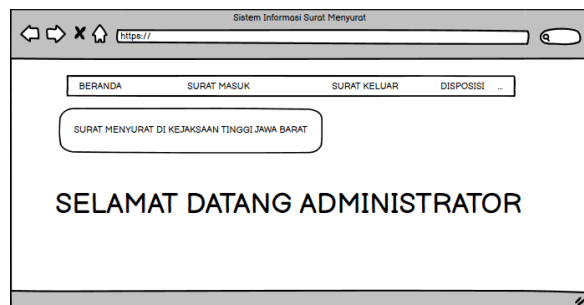 Sistem Informasi Surat Menyurat
https://
BERANDA SURAT MASUK SURAT KELUAR DISPOSISI ...
SURAT MENYURAT DI KEJAKSAAN TINGGI JAWA BARAT
SELAMAT DATANG ADMINISTRATOR